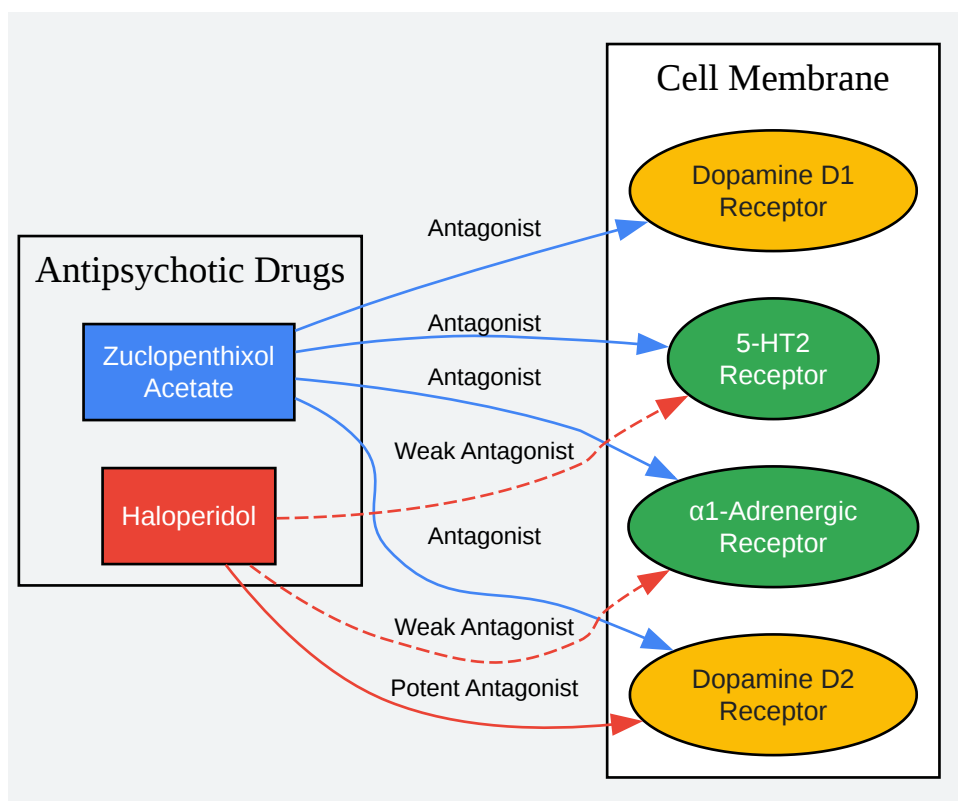 Cell Membrane
Dopamine D1
Receptor
Antagonist
Antipsychotic Drugs
Antagonist
5-HT2
Receptor
Zuclopenthixol
Acetate
Antagonist
Weak Antagonist
Haloperidol
α1-Adrenergic
Receptor
Antagonist
Weak Antagonist
Potent Antagonist
Dopamine D2
Receptor